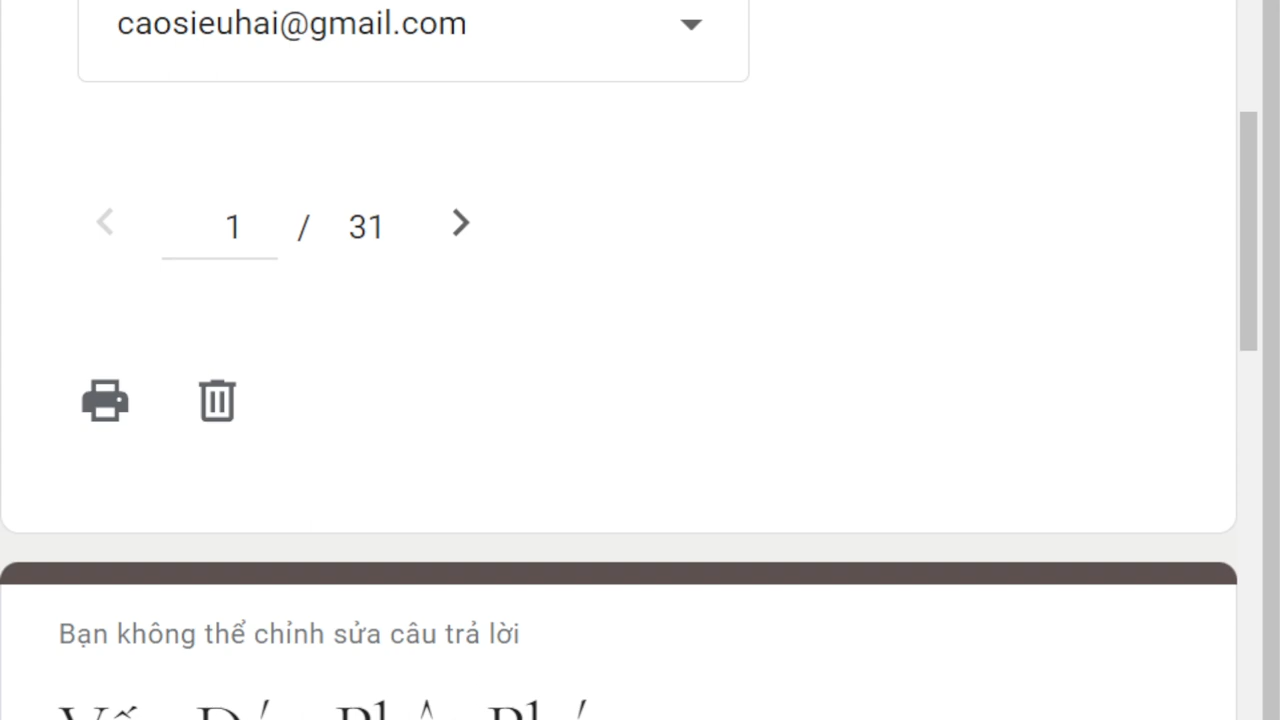 caosieuhai@gmail.com
1 / 31
Bạn không thể chỉnh sửa câu trả lời